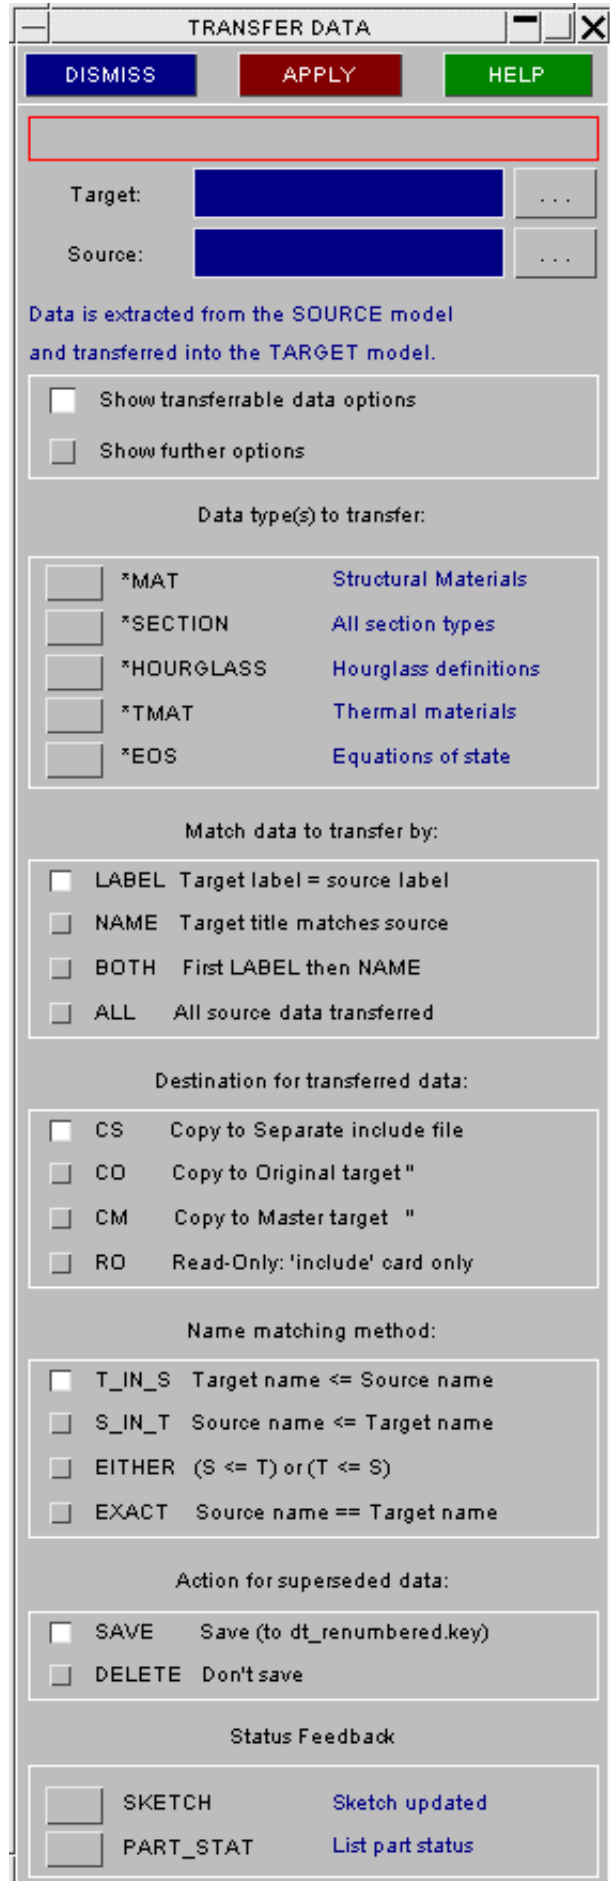 TRANSFER DATA
DISMISS APPLY HELP
Target: ...
Source: ...
Data is extracted from the SOURCE model
and transferred into the TARGET model.
Show transferrable data options
Show further options
Data type(s) to transfer:
*MAT Structural Materials
*SECTION All section types
*HOURGLASS Hourglass definitions
*TMAT Thermal materials
*EOS Equations of state
Match data to transfer by:
LABEL Target label = source label
NAME Target title matches source
BOTH First LABEL then NAME
ALL All source data transferred
Destination for transferred data:
CS Copy to Separate include file
CO Copy to Original target "
CM Copy to Master target "
RO Read-Only: 'include' card only
Name matching method:
T_IN_S Target name <= Source name
S_IN_T Source name <= Target name
EITHER (S <= T) or (T <= S)
EXACT Source name == Target name
Action for superseded data:
SAVE Save (to dt_renumbered.key)
DELETE Don't save
Status Feedback
SKETCH Sketch updated
PART_STAT List part status